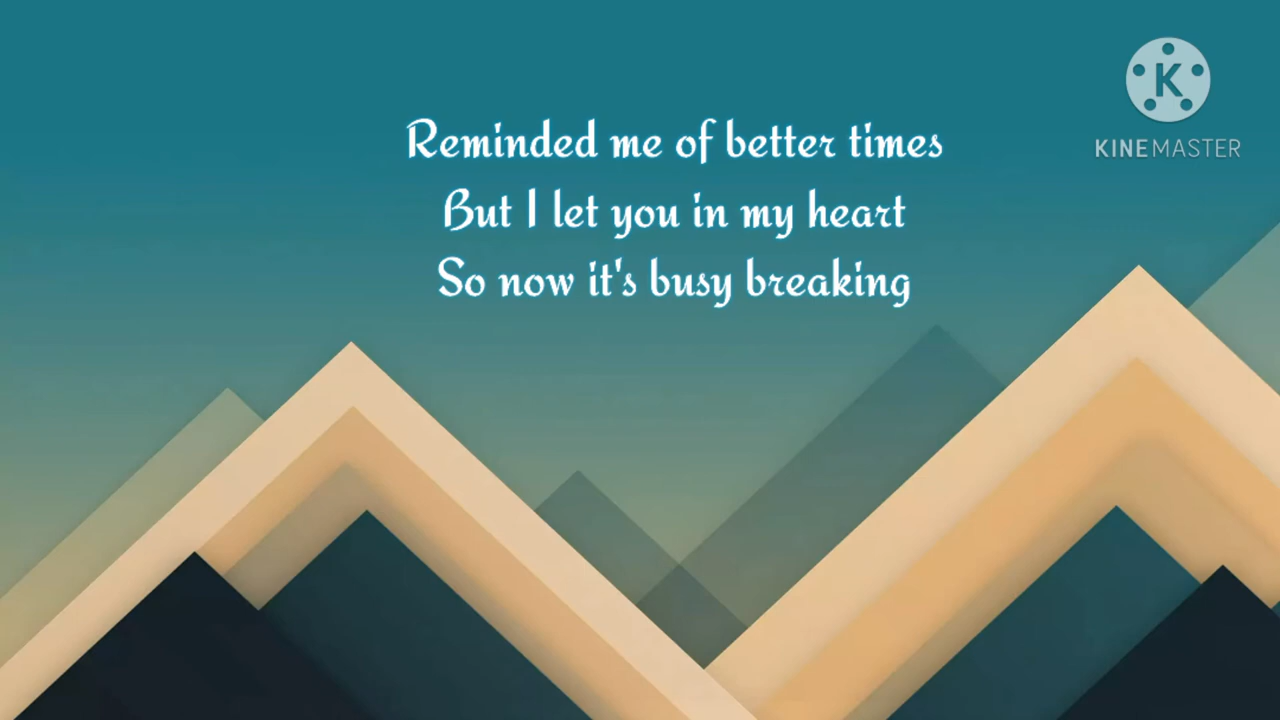 Reminded me of better times
But I let you in my heart
So now it's busy breaking
K
KINEMASTER